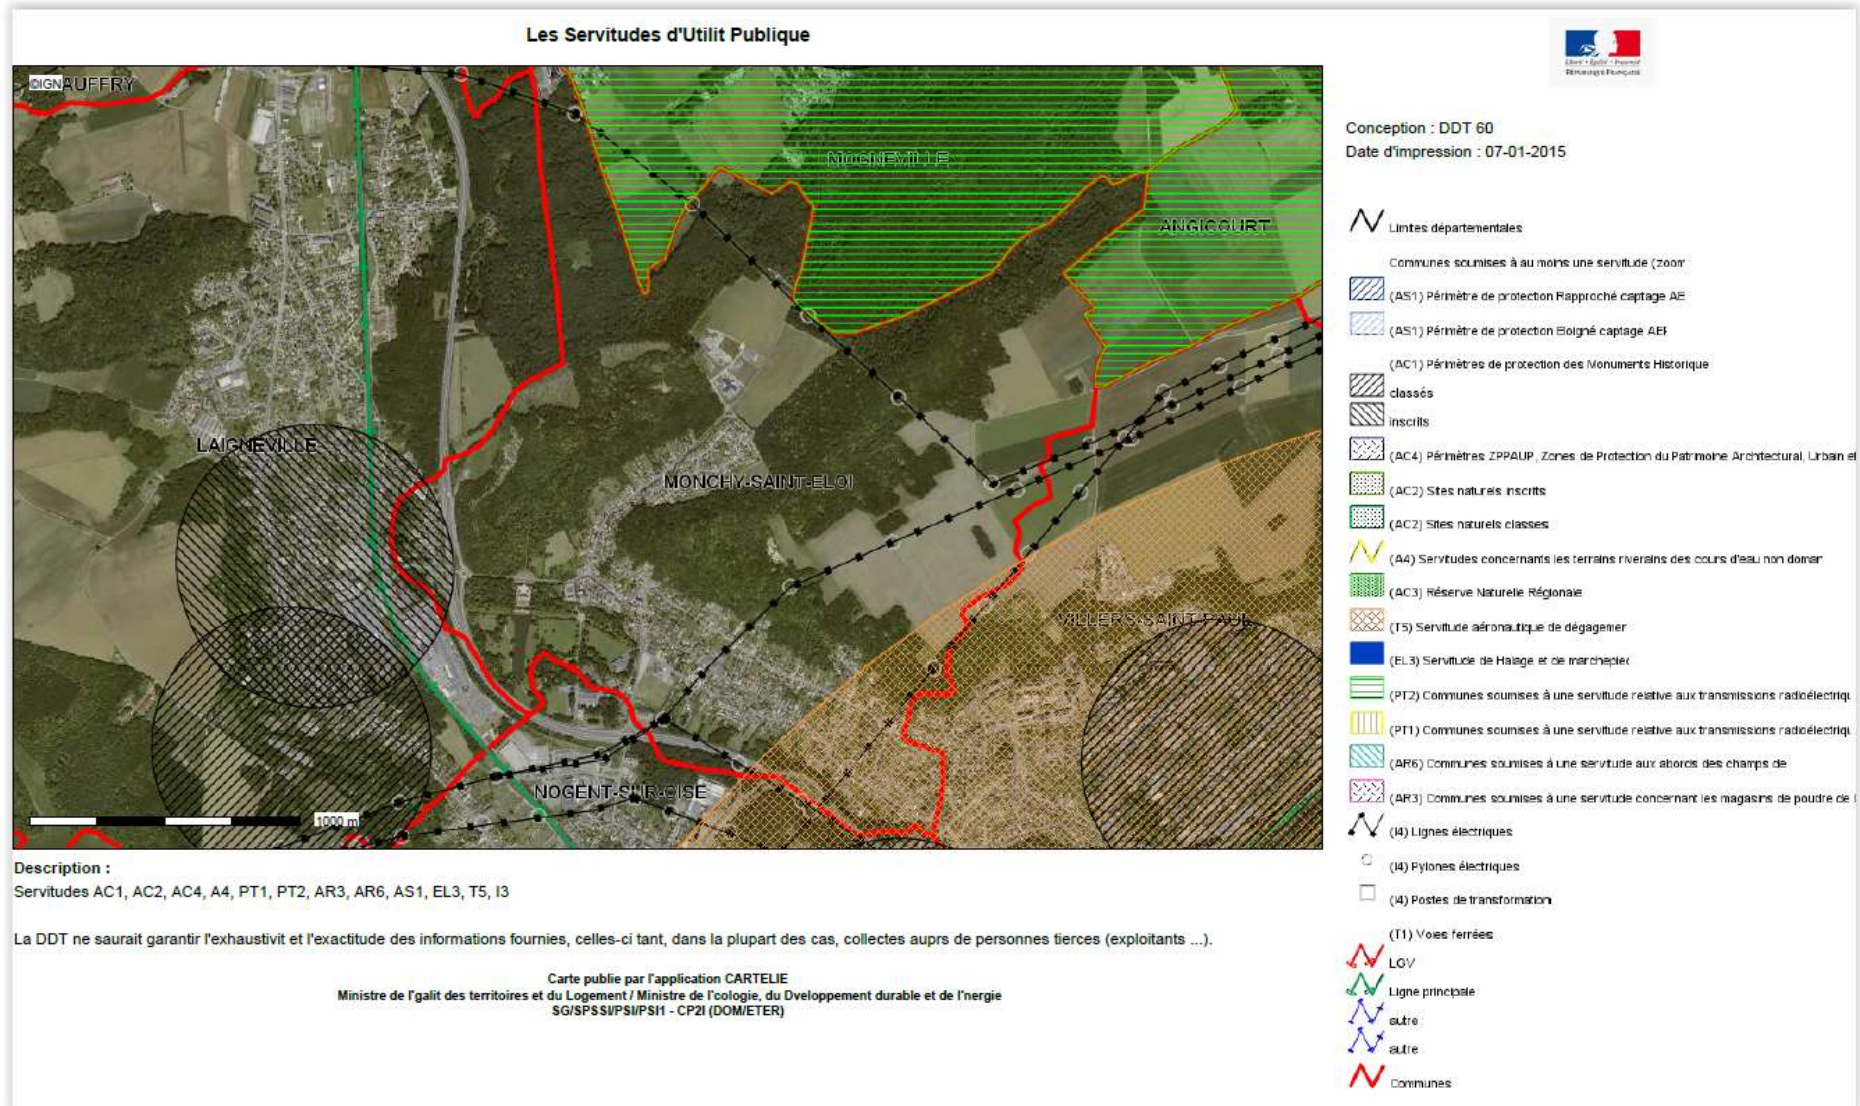 Les Servitudes d'Utilit Publique
Liberté • Égalité • Fraternité
RÉPUBLIQUE FRANÇAISE
Conception : DDT 60
Date d'impression : 07-01-2015
©IGN
AUFFRY
MOGNEVILLE
ANGICOURT
LAIGNEVILLE
MONCHY-SAINT-ELOI
VILLERS-SAINT-PAUL
NOGENT-SUR-OISE
1000 m
Limites départementales
Communes soumises à au moins une servitude (zoom
(AS1) Périmètre de protection Rapproché captage AE
(AS1) Périmètre de protection Eloigné captage AEF
(AC1) Périmètres de protection des Monuments Historique
classés
inscrits
(AC4) Périmètres ZPPAUP, Zones de Protection du Patrimoine Architectural, Urbain et
(AC2) Sites naturels inscrits
(AC2) Sites naturels classes
(A4) Servitudes concernants les terrains riverains des cours d'eau non domar
(AC3) Réserve Naturelle Régionale
(T5) Servitude aéronautique de dégagemer
(EL3) Servitude de Halage et de marchepiec
(PT2) Communes soumises à une servitude relative aux transmissions radioélectriqu
(PT1) Communes soumises à une servitude relative aux transmissions radioélectriqu
(AR6) Communes soumises à une servitude aux abords des champs de
(AR3) Communes soumises à une servitude concernant les magasins de poudre de l
(I4) Lignes électriques
(I4) Pylones électriques
(I4) Postes de transformation
(T1) Voies ferrées
LGV
Ligne principale
autre
autre
Communes
Description :
Servitudes AC1, AC2, AC4, A4, PT1, PT2, AR3, AR6, AS1, EL3, T5, I3
La DDT ne saurait garantir l'exhaustivit et l'exactitude des informations fournies, celles-ci tant, dans la plupart des cas, collectes auprs de personnes tierces (exploitants ...).
Carte publie par l'application CARTELIE
Ministre de l'galit des territoires et du Logement / Ministre de l'cologie, du Dveloppement durable et de l'nergie
SG/SPSSI/PSI/PSI1 - CP2I (DOM/ETER)